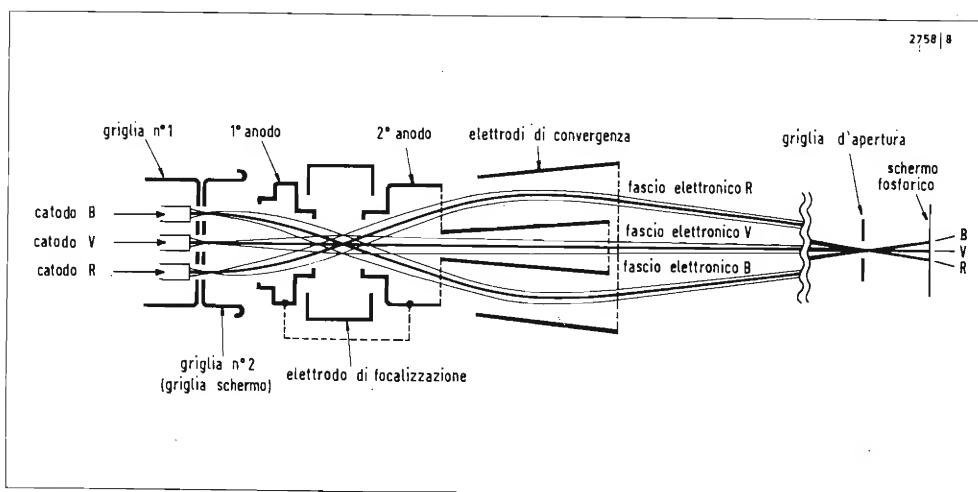 2758|8
griglia n°1
1° anodo
2° anodo
elettrodi di convergenza
griglia d'apertura
schermo
fosforico
catodo B
catodo V
catodo R
fascio elettronico R
fascio elettronico V
fascio elettronico B
B
V
R
griglia n°2
(griglia schermo)
elettrodo di focalizzazione